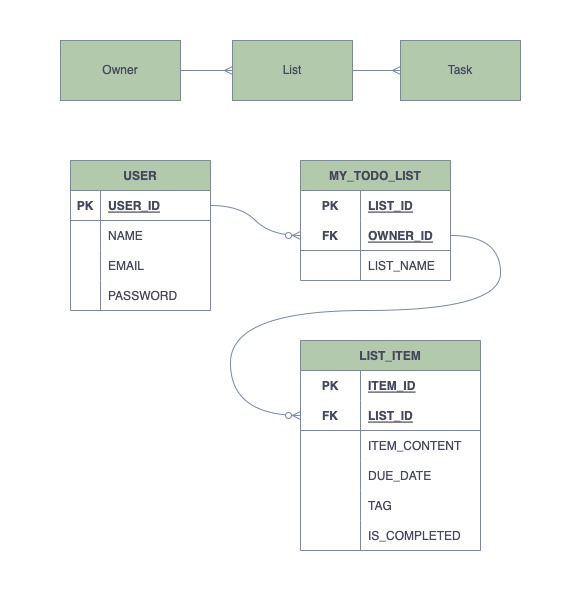 Owner
List
Task
USER
PK USER_ID
NAME
EMAIL
PASSWORD
MY_TODO_LIST
PK LIST_ID
FK OWNER_ID
LIST_NAME
LIST_ITEM
PK ITEM_ID
FK LIST_ID
ITEM_CONTENT
DUE_DATE
TAG
IS_COMPLETED